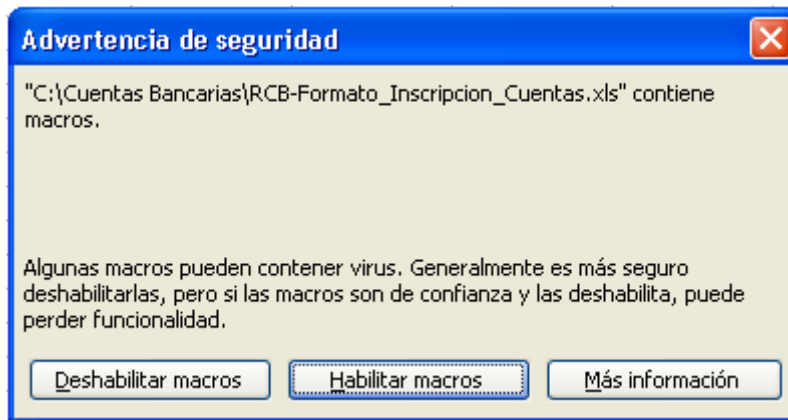 Advertencia de seguridad
"C:\Cuentas Bancarias\RCB-Formato_Inscripcion_Cuentas.xls" contiene
macros.
Algunas macros pueden contener virus. Generalmente es más seguro
deshabilitarlas, pero si las macros son de confianza y las deshabilita, puede
perder funcionalidad.
Deshabilitar macros
Habilitar macros
Más información